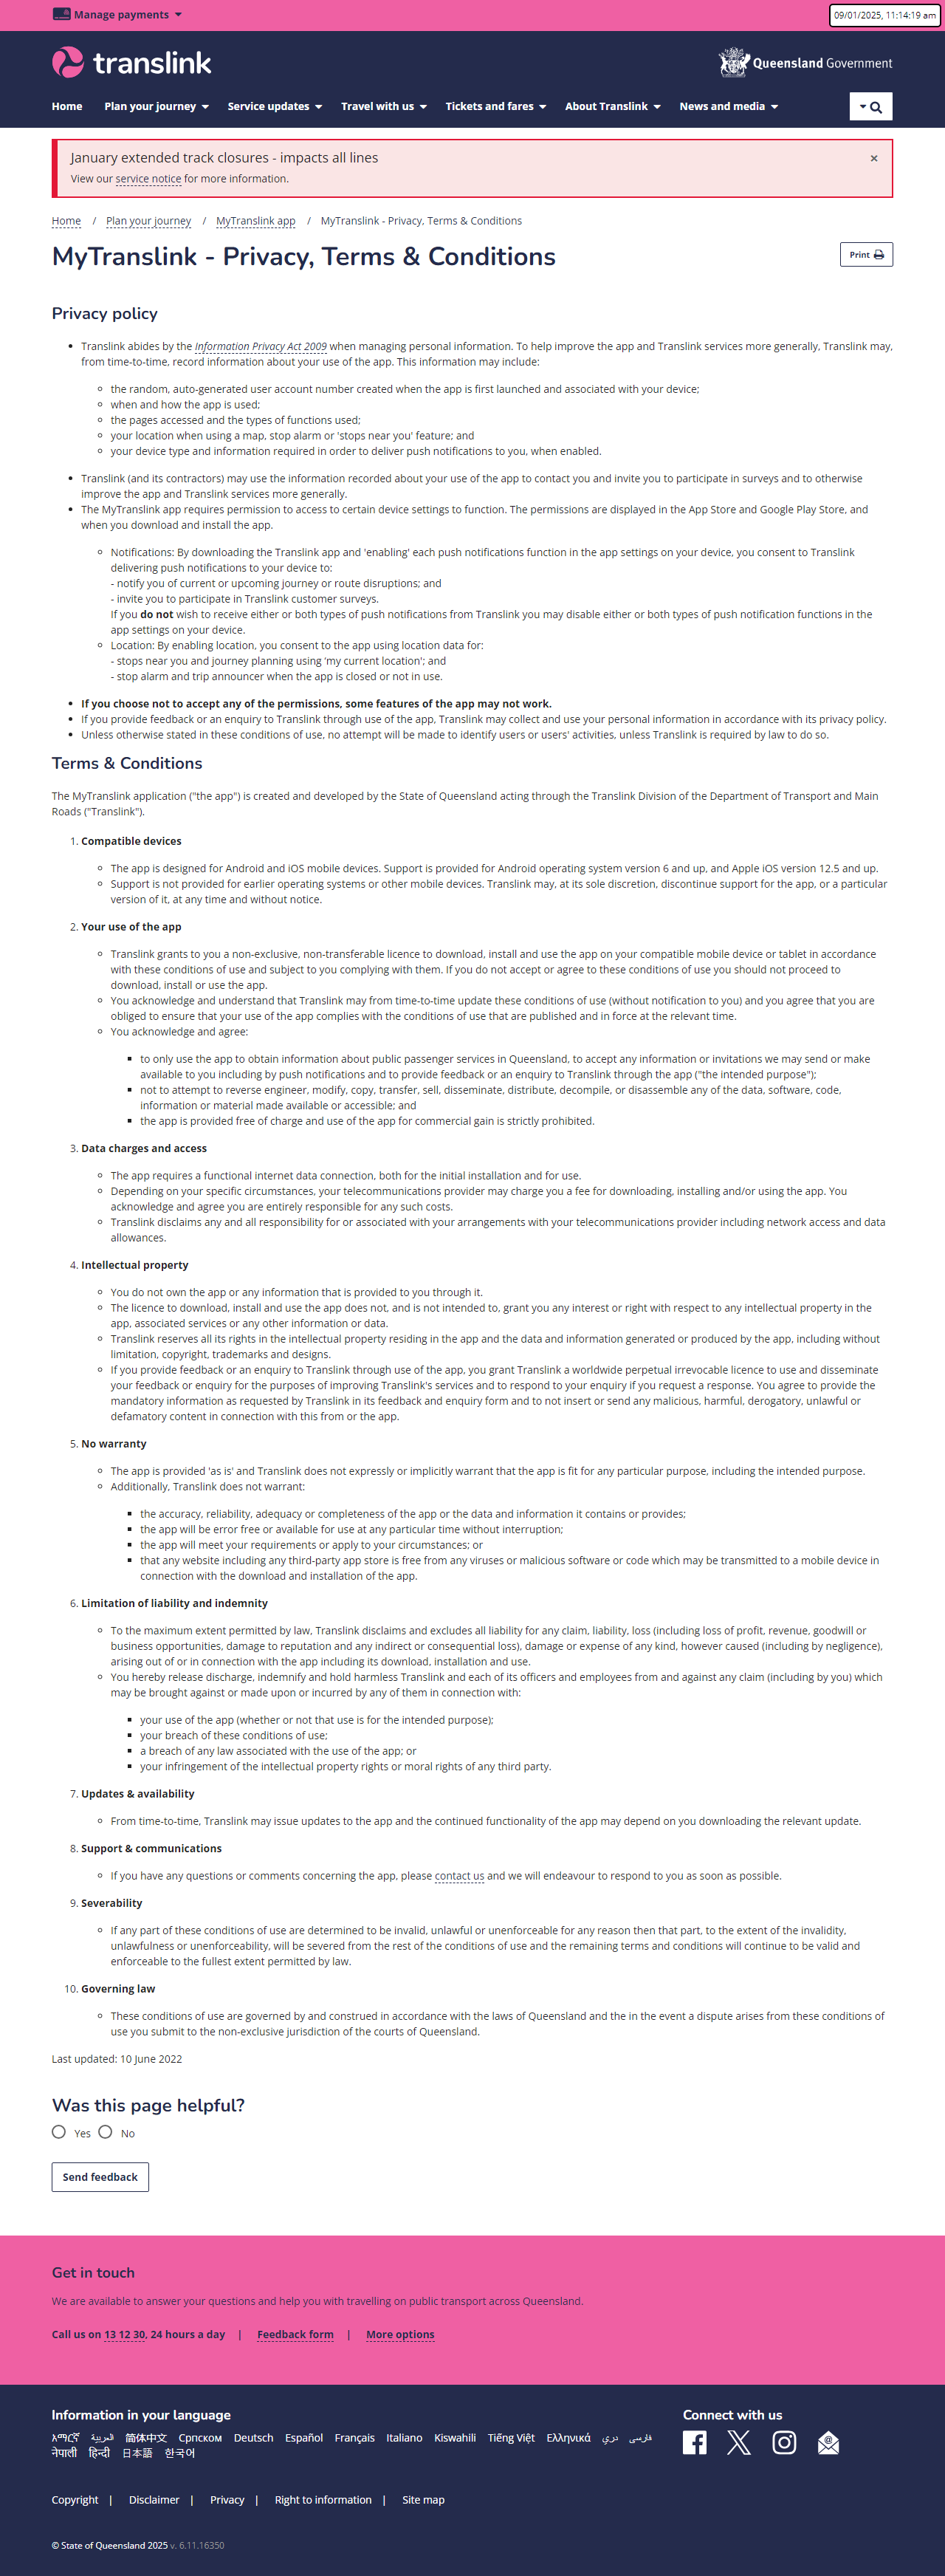 Manage payments
09/01/2025, 11:14:19 am
translink
Queensland Government
Home Plan your journey Service updates Travel with us Tickets and fares About Translink News and media
January extended track closures - impacts all lines ×
View our service notice for more information.
Home / Plan your journey / MyTranslink app / MyTranslink - Privacy, Terms & Conditions
MyTranslink - Privacy, Terms & Conditions
Print
Privacy policy
• Translink abides by the Information Privacy Act 2009 when managing personal information. To help improve the app and Translink services more generally, Translink may,
from time-to-time, record information about your use of the app. This information may include:
◦ the random, auto-generated user account number created when the app is first launched and associated with your device;
◦ when and how the app is used;
◦ the pages accessed and the types of functions used;
◦ your location when using a map, stop alarm or 'stops near you' feature; and
◦ your device type and information required in order to deliver push notifications to you, when enabled.
• Translink (and its contractors) may use the information recorded about your use of the app to contact you and invite you to participate in surveys and to otherwise
improve the app and Translink services more generally.
• The MyTranslink app requires permission to access to certain device settings to function. The permissions are displayed in the App Store and Google Play Store, and
when you download and install the app.
◦ Notifications: By downloading the Translink app and 'enabling' each push notifications function in the app settings on your device, you consent to Translink
delivering push notifications to your device to:
- notify you of current or upcoming journey or route disruptions; and
- invite you to participate in Translink customer surveys.
If you do not wish to receive either or both types of push notifications from Translink you may disable either or both types of push notification functions in the
app settings on your device.
◦ Location: By enabling location, you consent to the app using location data for:
- stops near you and journey planning using 'my current location'; and
- stop alarm and trip announcer when the app is closed or not in use.
• If you choose not to accept any of the permissions, some features of the app may not work.
• If you provide feedback or an enquiry to Translink through use of the app, Translink may collect and use your personal information in accordance with its privacy policy.
• Unless otherwise stated in these conditions of use, no attempt will be made to identify users or users' activities, unless Translink is required by law to do so.
Terms & Conditions
The MyTranslink application ("the app") is created and developed by the State of Queensland acting through the Translink Division of the Department of Transport and Main
Roads ("Translink").
1. Compatible devices
◦ The app is designed for Android and iOS mobile devices. Support is provided for Android operating system version 6 and up, and Apple iOS version 12.5 and up.
◦ Support is not provided for earlier operating systems or other mobile devices. Translink may, at its sole discretion, discontinue support for the app, or a particular
version of it, at any time and without notice.
2. Your use of the app
◦ Translink grants to you a non-exclusive, non-transferable licence to download, install and use the app on your compatible mobile device or tablet in accordance
with these conditions of use and subject to you complying with them. If you do not accept or agree to these conditions of use you should not proceed to
download, install or use the app.
◦ You acknowledge and understand that Translink may from time-to-time update these conditions of use (without notification to you) and you agree that you are
obliged to ensure that your use of the app complies with the conditions of use that are published and in force at the relevant time.
◦ You acknowledge and agree:
▪ to only use the app to obtain information about public passenger services in Queensland, to accept any information or invitations we may send or make
available to you including by push notifications and to provide feedback or an enquiry to Translink through the app ("the intended purpose");
▪ not to attempt to reverse engineer, modify, copy, transfer, sell, disseminate, distribute, decompile, or disassemble any of the data, software, code,
information or material made available or accessible; and
▪ the app is provided free of charge and use of the app for commercial gain is strictly prohibited.
3. Data charges and access
◦ The app requires a functional internet data connection, both for the initial installation and for use.
◦ Depending on your specific circumstances, your telecommunications provider may charge you a fee for downloading, installing and/or using the app. You
acknowledge and agree you are entirely responsible for any such costs.
◦ Translink disclaims any and all responsibility for or associated with your arrangements with your telecommunications provider including network access and data
allowances.
4. Intellectual property
◦ You do not own the app or any information that is provided to you through it.
◦ The licence to download, install and use the app does not, and is not intended to, grant you any interest or right with respect to any intellectual property in the
app, associated services or any other information or data.
◦ Translink reserves all its rights in the intellectual property residing in the app and the data and information generated or produced by the app, including without
limitation, copyright, trademarks and designs.
◦ If you provide feedback or an enquiry to Translink through use of the app, you grant Translink a worldwide perpetual irrevocable licence to use and disseminate
your feedback or enquiry for the purposes of improving Translink's services and to respond to your enquiry if you request a response. You agree to provide the
mandatory information as requested by Translink in its feedback and enquiry form and to not insert or send any malicious, harmful, derogatory, unlawful or
defamatory content in connection with this from or the app.
5. No warranty
◦ The app is provided 'as is' and Translink does not expressly or implicitly warrant that the app is fit for any particular purpose, including the intended purpose.
◦ Additionally, Translink does not warrant:
▪ the accuracy, reliability, adequacy or completeness of the app or the data and information it contains or provides;
▪ the app will be error free or available for use at any particular time without interruption;
▪ the app will meet your requirements or apply to your circumstances; or
▪ that any website including any third-party app store is free from any viruses or malicious software or code which may be transmitted to a mobile device in
connection with the download and installation of the app.
6. Limitation of liability and indemnity
◦ To the maximum extent permitted by law, Translink disclaims and excludes all liability for any claim, liability, loss (including loss of profit, revenue, goodwill or
business opportunities, damage to reputation and any indirect or consequential loss), damage or expense of any kind, however caused (including by negligence),
arising out of or in connection with the app including its download, installation and use.
◦ You hereby release discharge, indemnify and hold harmless Translink and each of its officers and employees from and against any claim (including by you) which
may be brought against or made upon or incurred by any of them in connection with:
▪ your use of the app (whether or not that use is for the intended purpose);
▪ your breach of these conditions of use;
▪ a breach of any law associated with the use of the app; or
▪ your infringement of the intellectual property rights or moral rights of any third party.
7. Updates & availability
◦ From time-to-time, Translink may issue updates to the app and the continued functionality of the app may depend on you downloading the relevant update.
8. Support & communications
◦ If you have any questions or comments concerning the app, please contact us and we will endeavour to respond to you as soon as possible.
9. Severability
◦ If any part of these conditions of use are determined to be invalid, unlawful or unenforceable for any reason then that part, to the extent of the invalidity,
unlawfulness or unenforceability, will be severed from the rest of the conditions of use and the remaining terms and conditions will continue to be valid and
enforceable to the fullest extent permitted by law.
10. Governing law
◦ These conditions of use are governed by and construed in accordance with the laws of Queensland and the in the event a dispute arises from these conditions of
use you submit to the non-exclusive jurisdiction of the courts of Queensland.
Last updated: 10 June 2022
Was this page helpful?
Yes No
Send feedback
Get in touch
We are available to answer your questions and help you with travelling on public transport across Queensland.
Call us on 13 12 30, 24 hours a day | Feedback form | More options
Information in your language
አማርኛ العربية 简体中文 Српском Deutsch Español Français Italiano Kiswahili Tiếng Việt Ελληνικά دري فارسی
नेपाली हिन्दी 日本語 한국어
Connect with us
Copyright | Disclaimer | Privacy | Right to information | Site map
© State of Queensland 2025 v. 6.11.16350